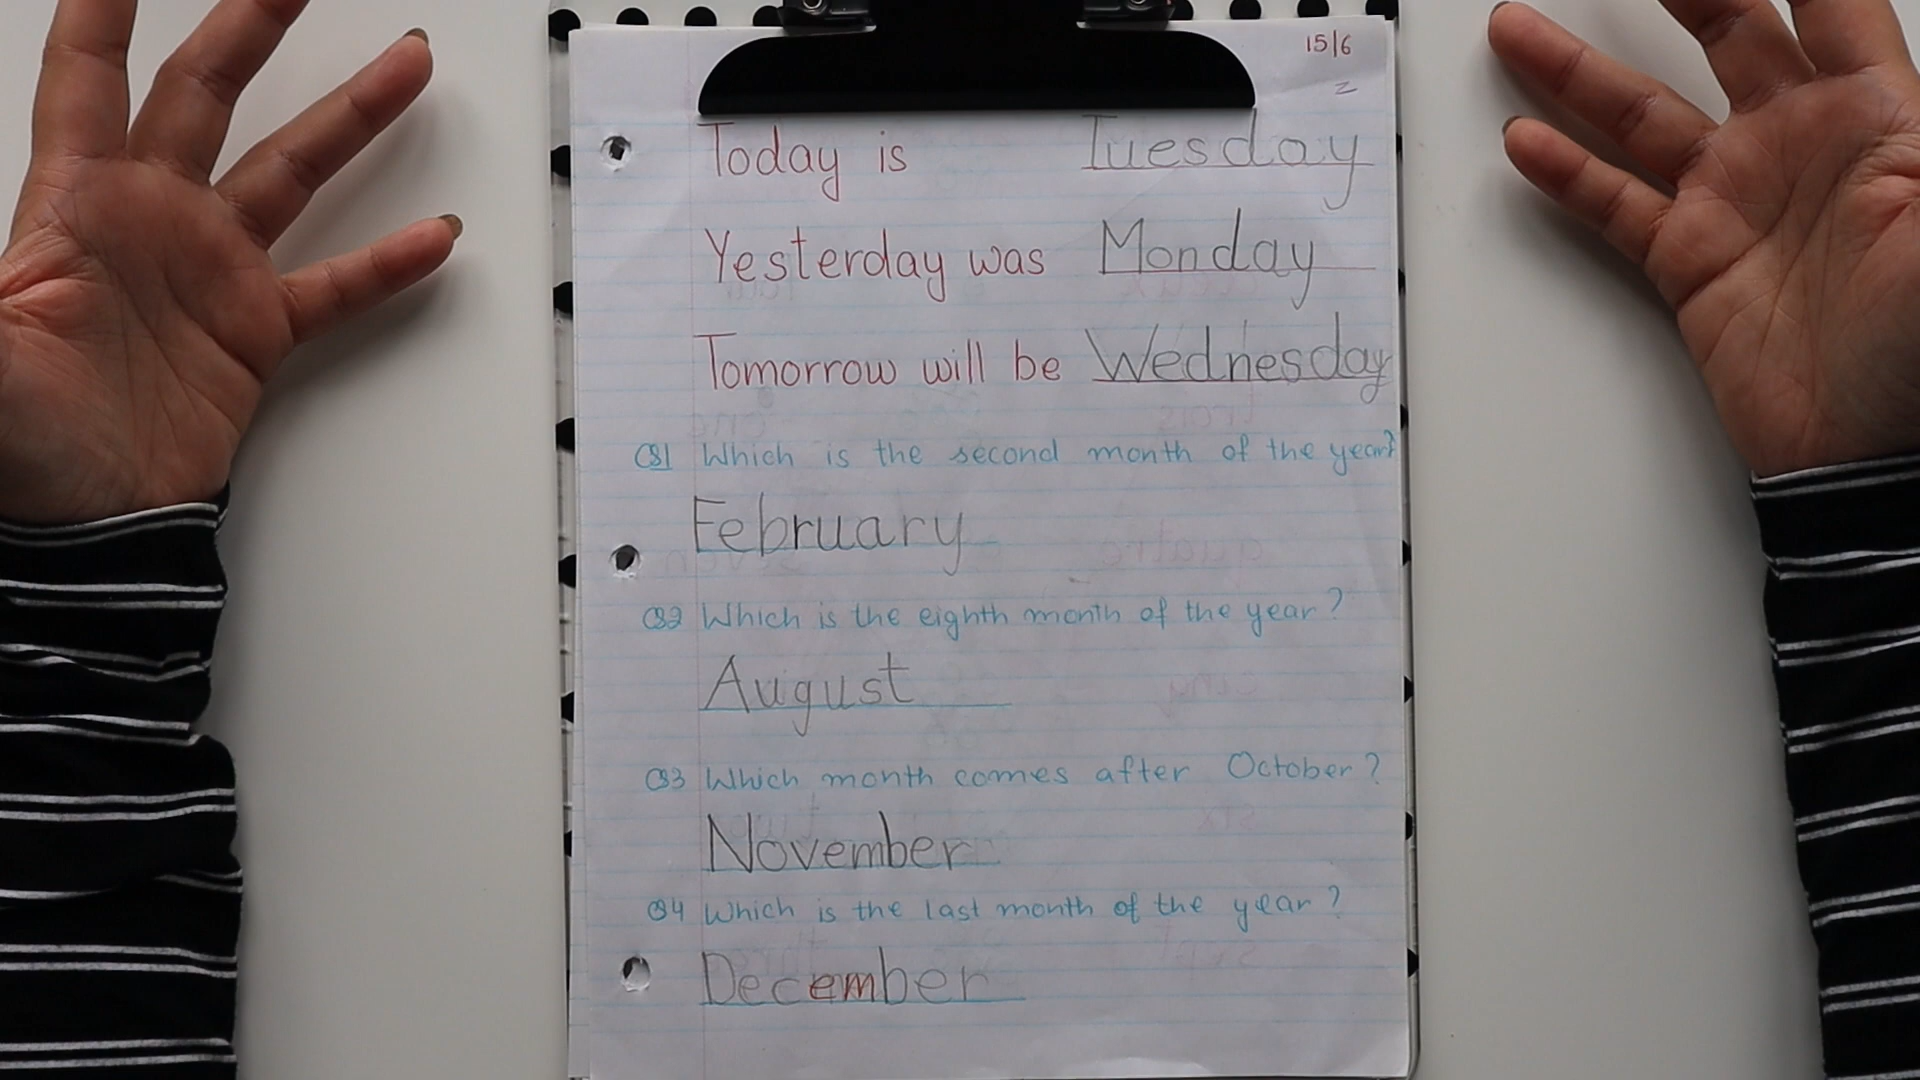 15/6
Today is Tuesday
Yesterday was Monday
Tomorrow will be Wednesday
Q1 Which is the second month of the year?
February
Q2 Which is the eighth month of the year?
August
Q3 Which month comes after October?
November
Q4 Which is the last month of the year?
December